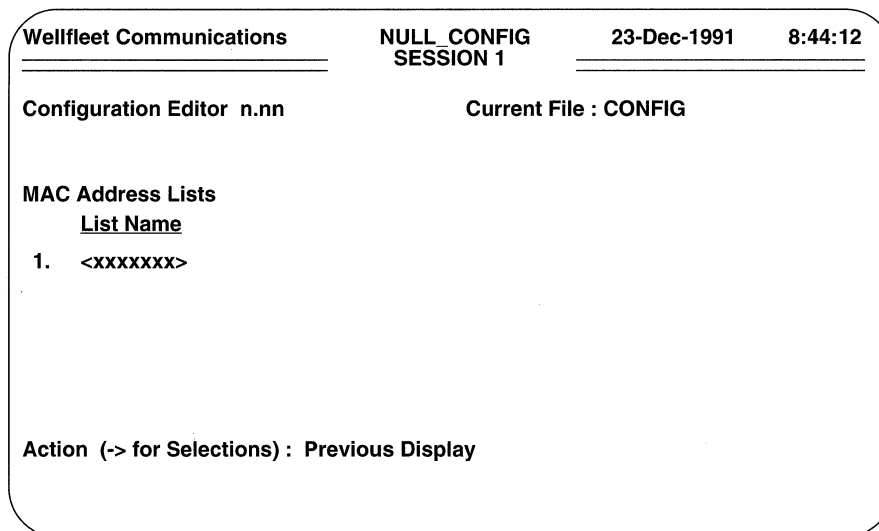 Wellfleet Communications NULL_CONFIG 23-Dec-1991 8:44:12
SESSION 1
Configuration Editor n.nn Current File : CONFIG
MAC Address Lists
List Name
1. <xxxxxxx>
Action (-> for Selections) : Previous Display